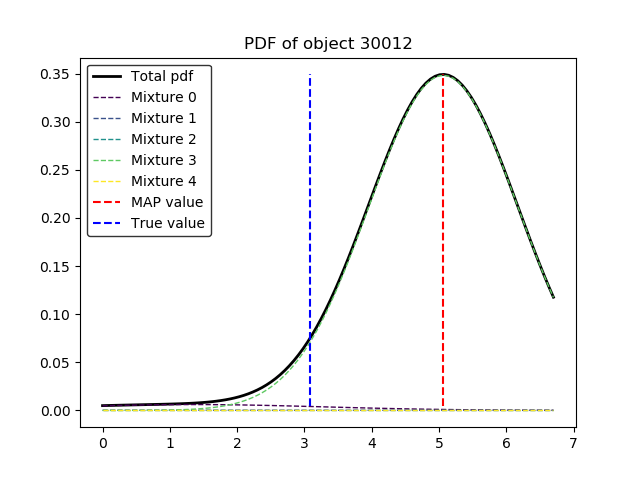 PDF of object 30012
0.35
0.30
0.25
0.20
0.15
0.10
0.05
0.00
Total pdf
Mixture 0
Mixture 1
Mixture 2
Mixture 3
Mixture 4
MAP value
True value
0 1 2 3 4 5 6 7